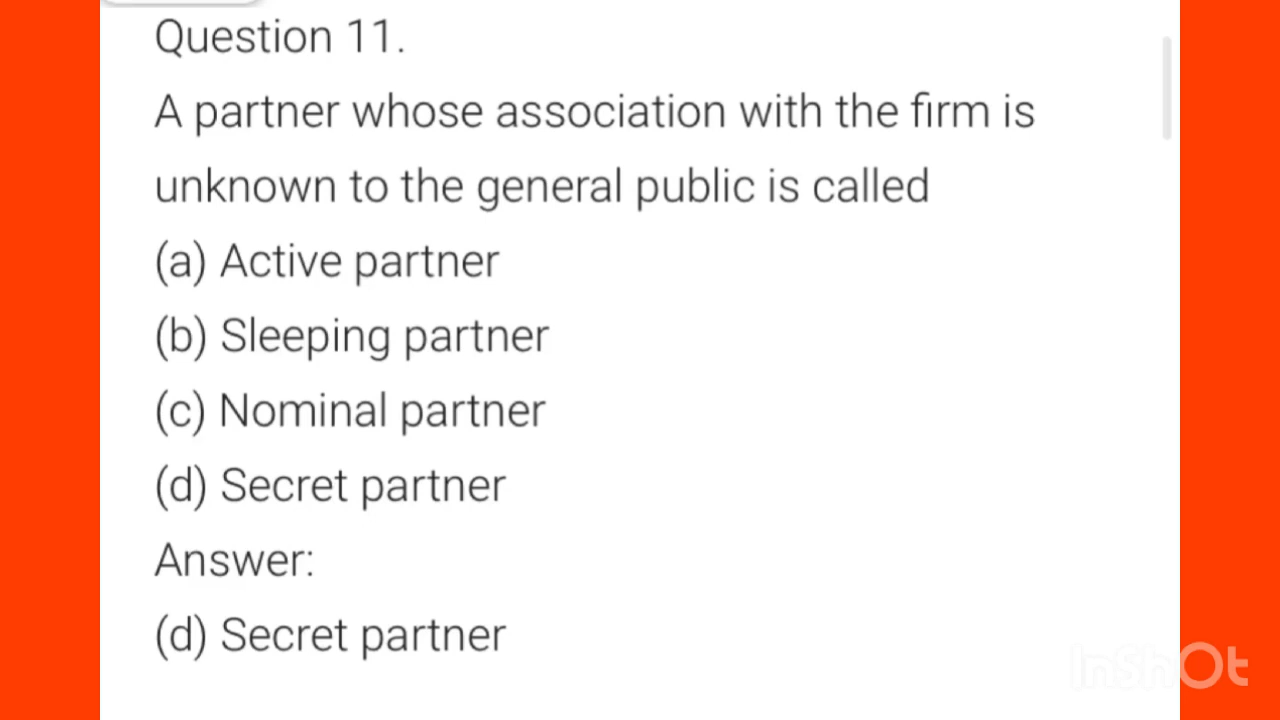 Question 11.
A partner whose association with the firm is
unknown to the general public is called
(a) Active partner
(b) Sleeping partner
(c) Nominal partner
(d) Secret partner
Answer:
(d) Secret partner
InShOt